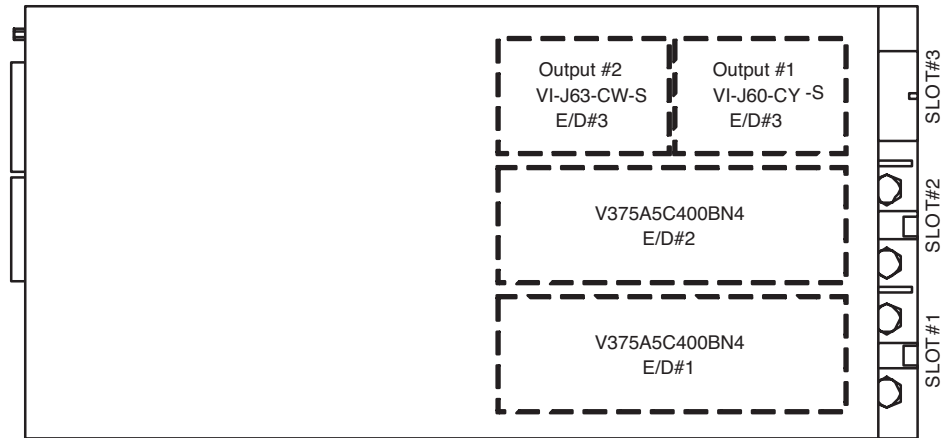 Output #2
VI-J63-CW-S
E/D#3
Output #1
VI-J60-CY -S
E/D#3
SLOT#3
V375A5C400BN4
E/D#2
SLOT#2
V375A5C400BN4
E/D#1
SLOT#1